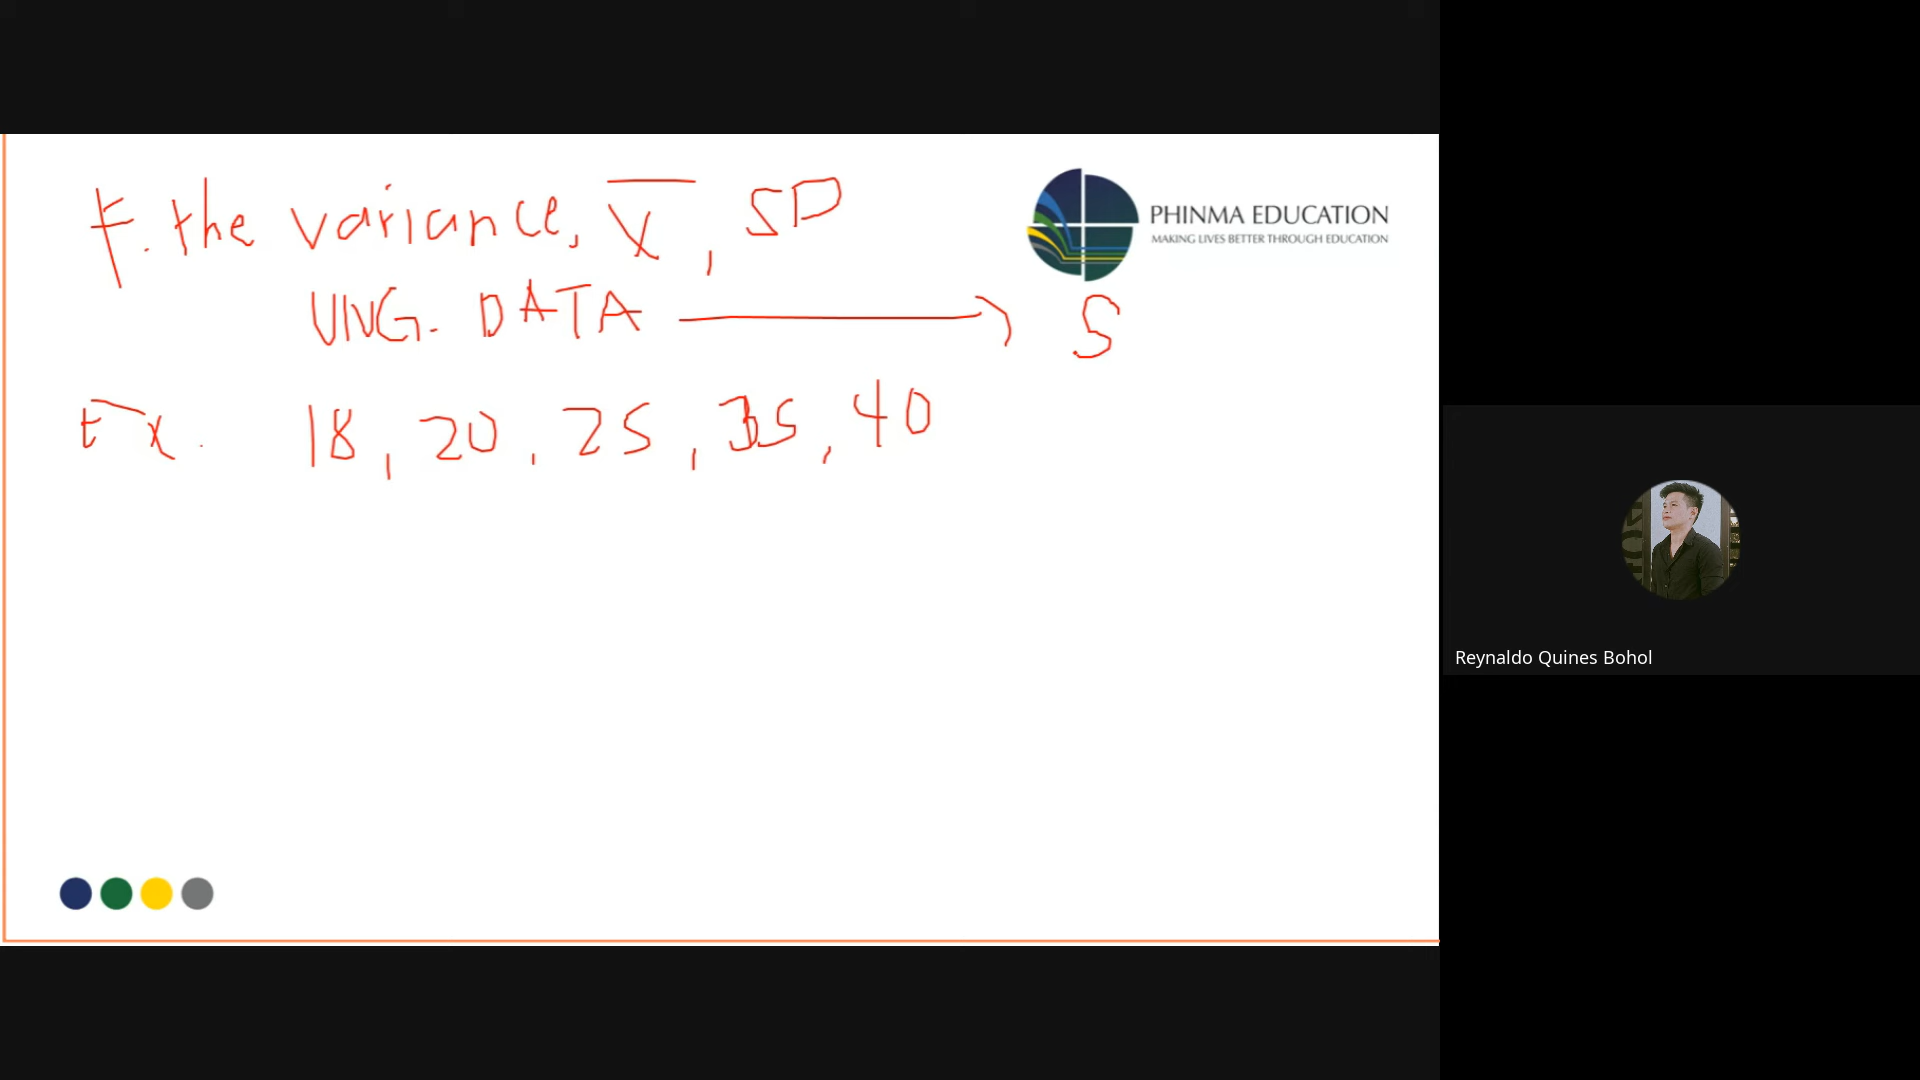 F. the variance, X, SD
PHINMA EDUCATION
MAKING LIVES BETTER THROUGH EDUCATION
UNG. DATA → S
Ex. 18, 20, 25, 35, 40
Reynaldo Quines Bohol